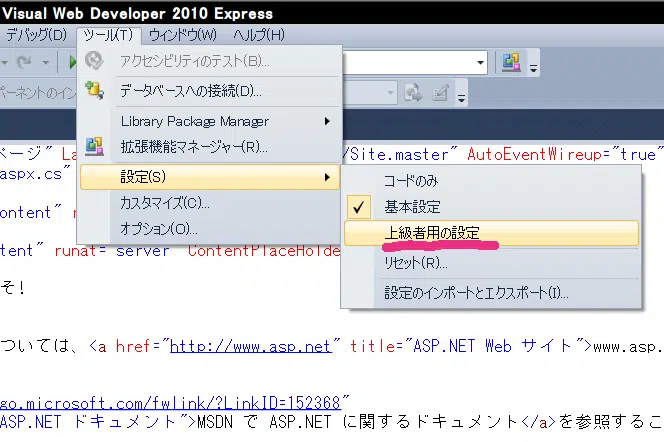 Visual Web Developer 2010 Express
デバッグ(D) ツール(T) ウィンドウ(W) ヘルプ(H)
アクセシビリティのテスト(B)...
データベースへの接続(D)...
Library Package Manager
拡張機能マネージャー(R)...
設定(S)
カスタマイズ(C)...
オプション(O)...
コードのみ
基本設定
上級者用の設定
リセット(R)...
設定のインポートとエクスポート(I)...
ポーネントのイン
ページ" La /Site.master" AutoEventWireup="true"
aspx.cs"
ontent" r
tent" runat="server" ContentPlaceHolde
そ!
ついては、<a href="http://www.asp.net" title="ASP.NET Web サイト">www.asp.
go.microsoft.com/fwlink/?LinkID=152368"
ASP.NET ドキュメント">MSDN で ASP.NET に関するドキュメント</a>を参照するこ